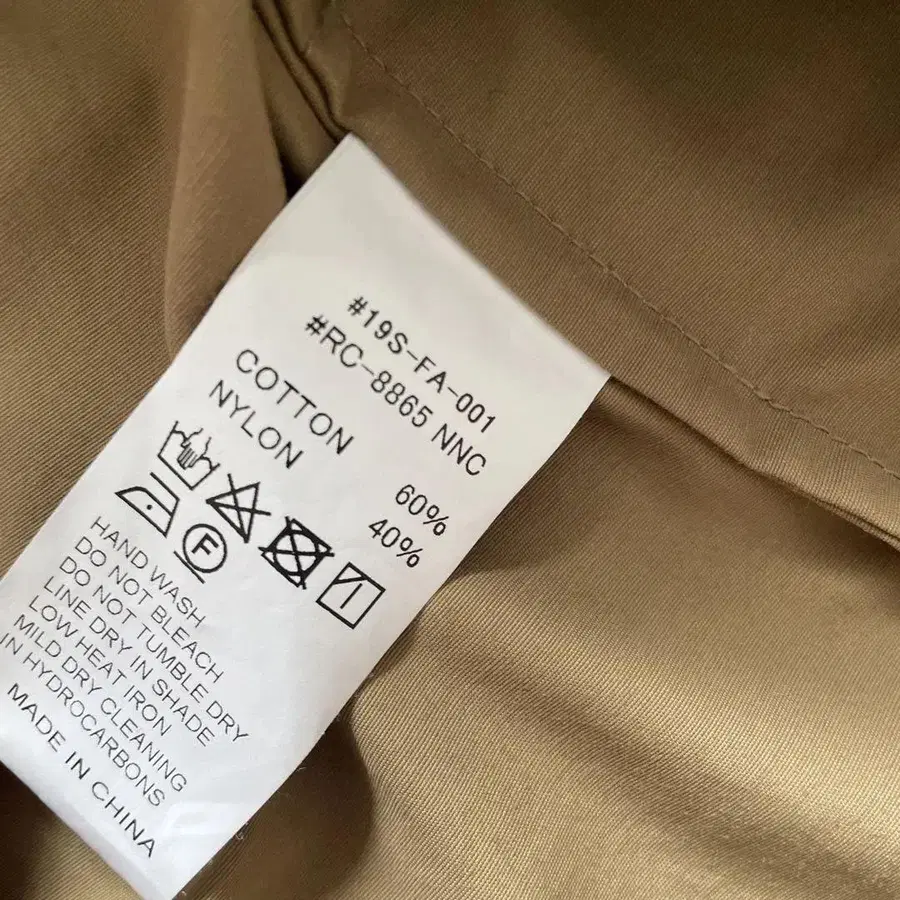 #19S-FA-001
#RC-8865 NNC
COTTON 60%
NYLON 40%
F
HAND WASH
DO NOT BLEACH
DO NOT TUMBLE DRY
LINE DRY IN SHADE
LOW HEAT IRON
MILD DRY CLEANING
IN HYDROCARBONS
MADE IN CHINA